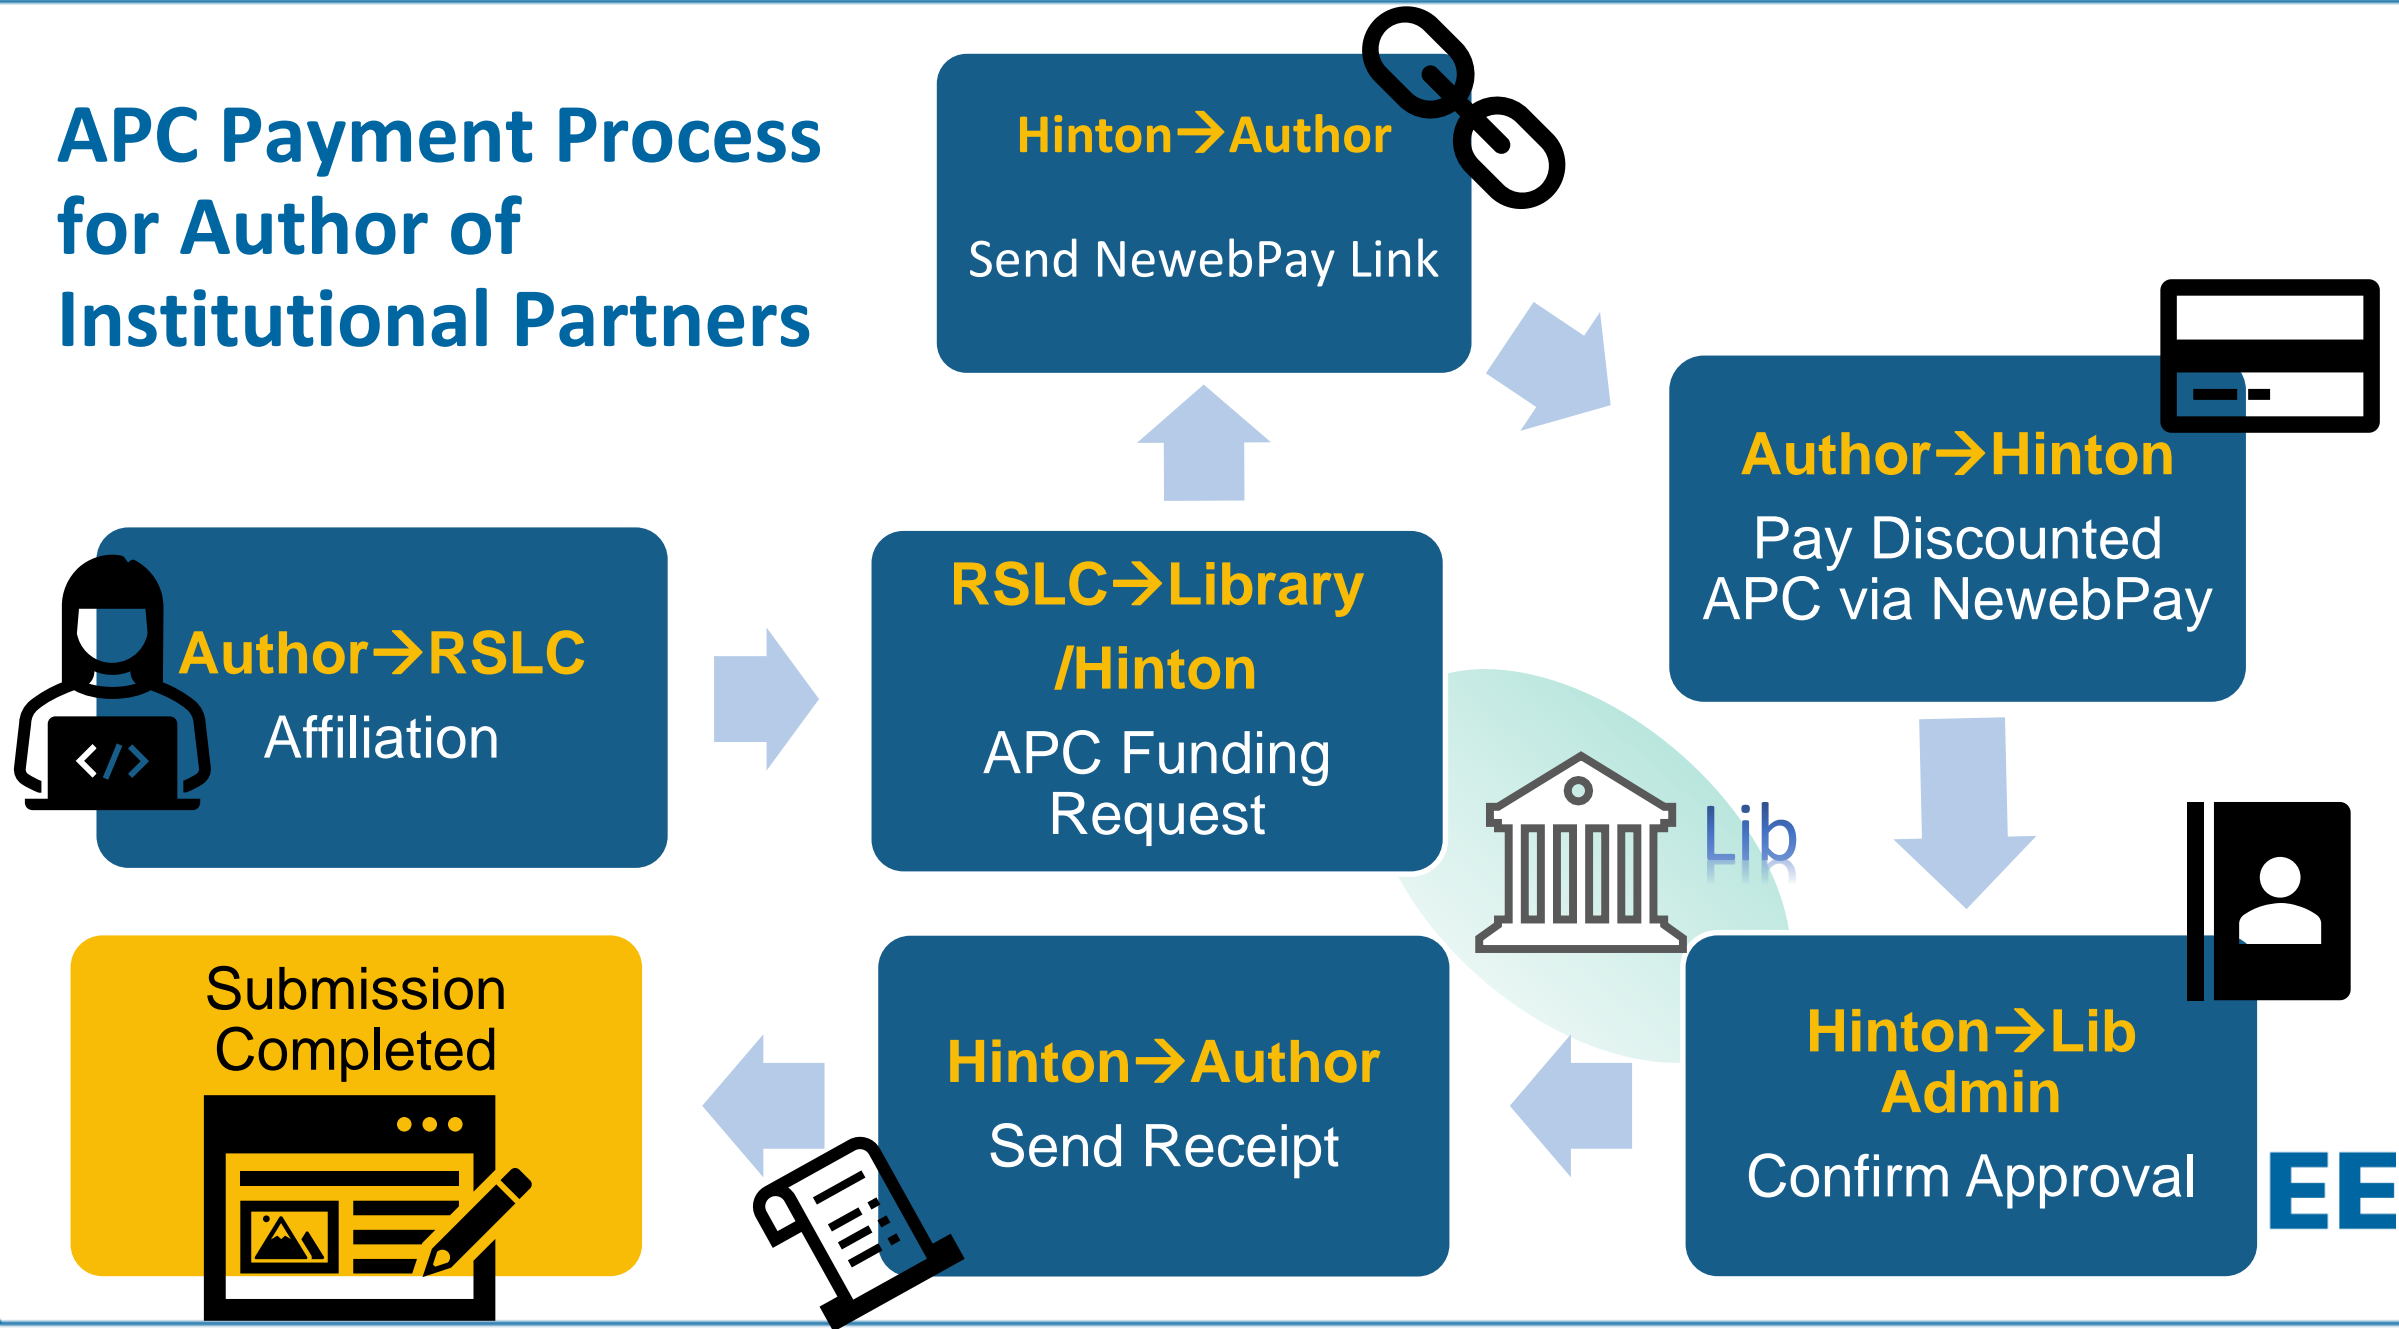 APC Payment Process
for Author of
Institutional Partners
Hinton→Author
Send NewebPay Link
Author→Hinton
Pay Discounted
APC via NewebPay
Author→RSLC
Affiliation
RSLC→Library
/Hinton
APC Funding
Request
Lib
Hinton→Lib
Admin
Confirm Approval
Hinton→Author
Send Receipt
Submission
Completed
EE